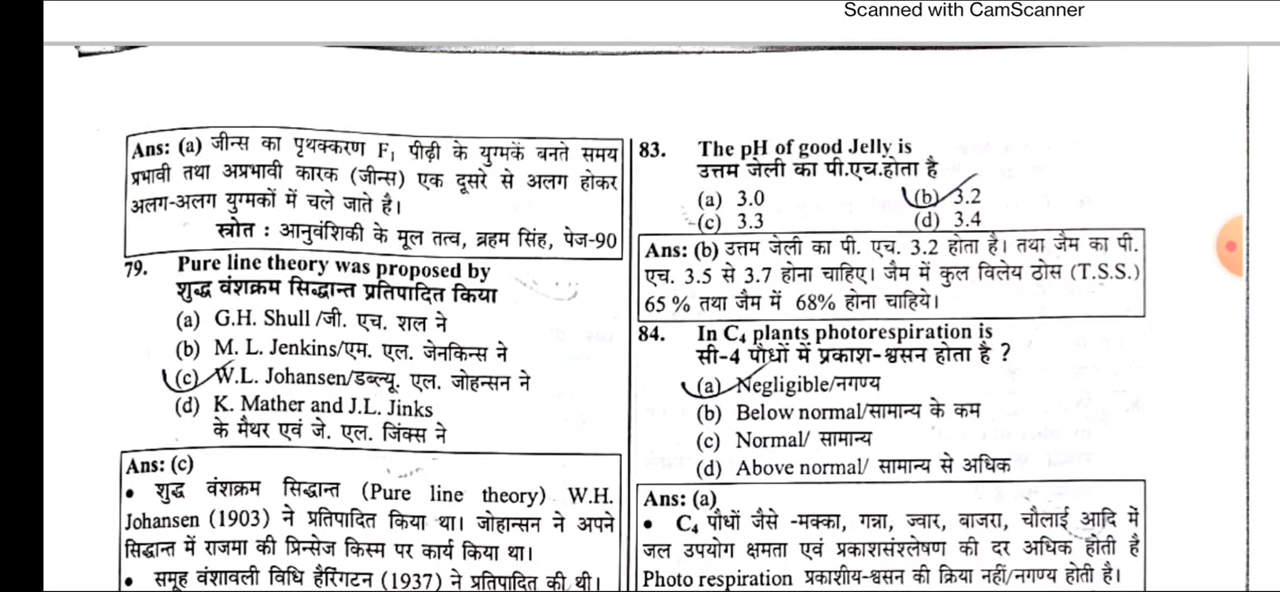 Scanned with CamScanner
Ans: (a) जीन्स का पृथक्करण F₁ पीढ़ी के युग्मकें बनते समय
प्रभावी तथा अप्रभावी कारक (जीन्स) एक दूसरे से अलग होकर
अलग-अलग युग्मकों में चले जाते है।
स्त्रोत : आनुवंशिकी के मूल तत्व, ब्रहम सिंह, पेज-90
79. Pure line theory was proposed by
शुद्ध वंशक्रम सिद्धान्त प्रतिपादित किया
(a) G.H. Shull /जी. एच. शल ने
(b) M. L. Jenkins/एम. एल. जेनकिन्स ने
(c) W.L. Johansen/डब्ल्यू. एल. जोहन्सन ने
(d) K. Mather and J.L. Jinks
के मैथर एवं जे. एल. जिंक्स ने
Ans: (c)
• शुद्ध वंशक्रम सिद्धान्त (Pure line theory) W.H.
Johansen (1903) ने प्रतिपादित किया था। जोहान्सन ने अपने
सिद्धान्त में राजमा की प्रिन्सेज किस्म पर कार्य किया था।
• समूह वंशावली विधि हैरिंगटन (1937) ने प्रतिपादित की थी।
83. The pH of good Jelly is
उत्तम जेली का पी.एच.होता है
(a) 3.0 (b) 3.2
(c) 3.3 (d) 3.4
Ans: (b) उत्तम जेली का पी. एच. 3.2 होता है। तथा जैम का पी.
एच. 3.5 से 3.7 होना चाहिए। जैम में कुल विलेय ठोस (T.S.S.)
65 % तथा जैम में 68% होना चाहिये।
84. In C₄ plants photorespiration is
सी-4 पौधों में प्रकाश-श्वसन होता है ?
(a) Negligible/नगण्य
(b) Below normal/सामान्य के कम
(c) Normal/ सामान्य
(d) Above normal/ सामान्य से अधिक
Ans: (a)
• C₄ पौधों जैसे -मक्का, गन्ना, ज्वार, बाजरा, चौलाई आदि में
जल उपयोग क्षमता एवं प्रकाशसंश्लेषण की दर अधिक होती है
Photo respiration प्रकाशीय-श्वसन की क्रिया नहीं/नगण्य होती है।